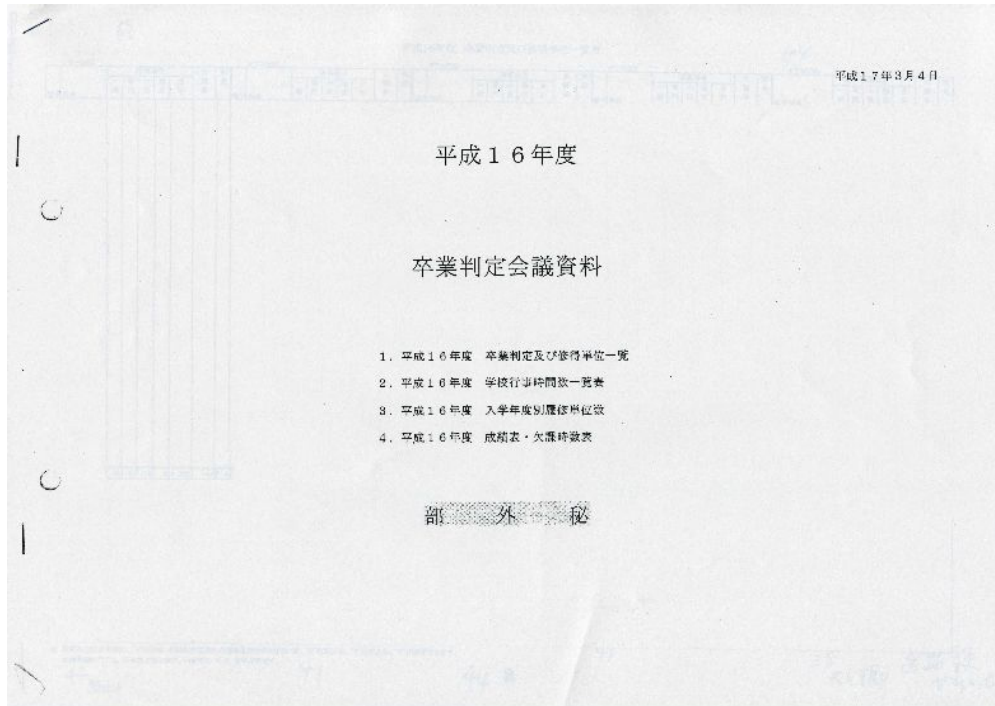 平成17年3月4日
平成16年度
卒業判定会議資料
1．平成16年度　卒業判定及び修得単位一覧
2．平成16年度　学校行事時間数一覧表
3．平成16年度　入学年度別履修単位数
4．平成16年度　成績表・欠課時数表
部　外　秘